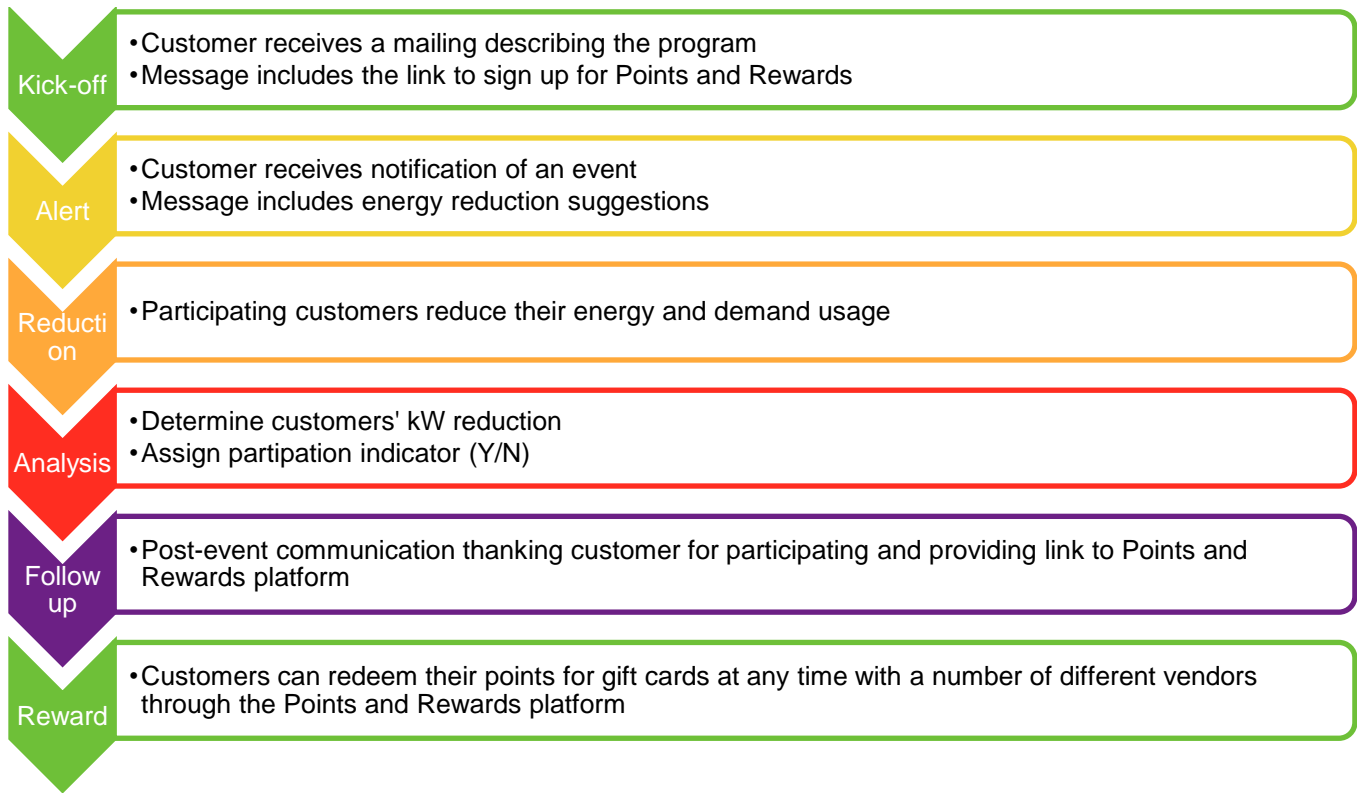 Kick-off
•Customer receives a mailing describing the program
•Message includes the link to sign up for Points and Rewards
Alert
•Customer receives notification of an event
•Message includes energy reduction suggestions
Reducti
on
•Participating customers reduce their energy and demand usage
Analysis
•Determine customers' kW reduction
•Assign partipation indicator (Y/N)
Follow
up
•Post-event communication thanking customer for participating and providing link to Points and
Rewards platform
Reward
•Customers can redeem their points for gift cards at any time with a number of different vendors
through the Points and Rewards platform